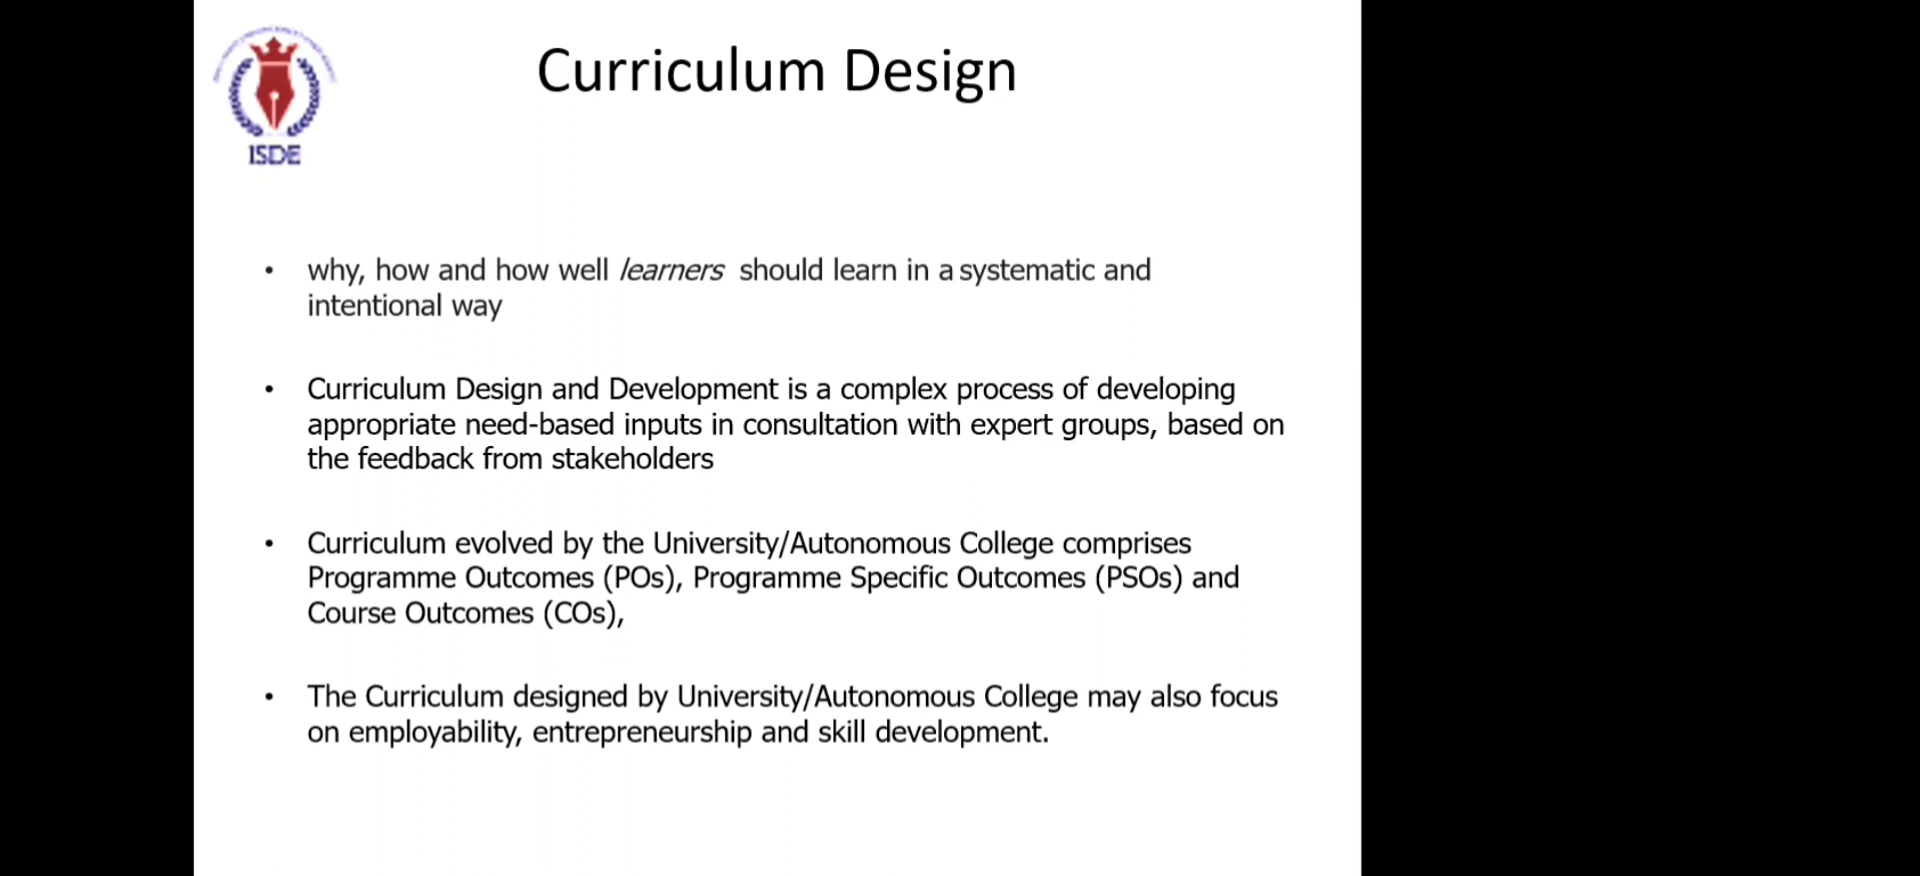 Curriculum Design
ISDE
• why, how and how well learners should learn in a systematic and
intentional way
• Curriculum Design and Development is a complex process of developing
appropriate need-based inputs in consultation with expert groups, based on
the feedback from stakeholders
• Curriculum evolved by the University/Autonomous College comprises
Programme Outcomes (POs), Programme Specific Outcomes (PSOs) and
Course Outcomes (COs),
• The Curriculum designed by University/Autonomous College may also focus
on employability, entrepreneurship and skill development.